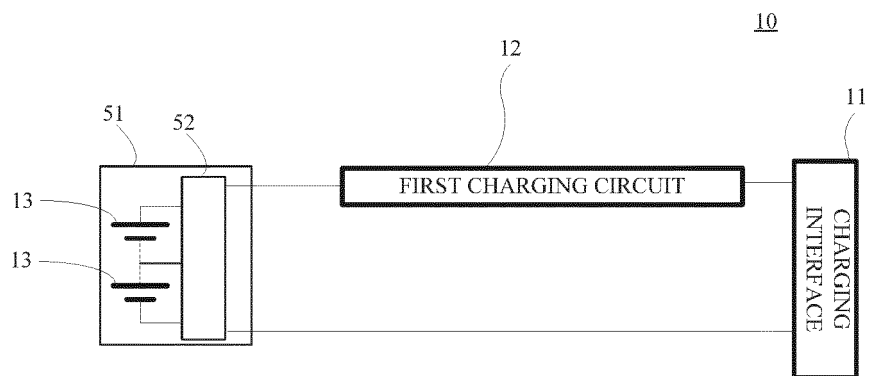 10
12
11
51
52
13
FIRST CHARGING CIRCUIT
13
CHARGING
INTERFACE